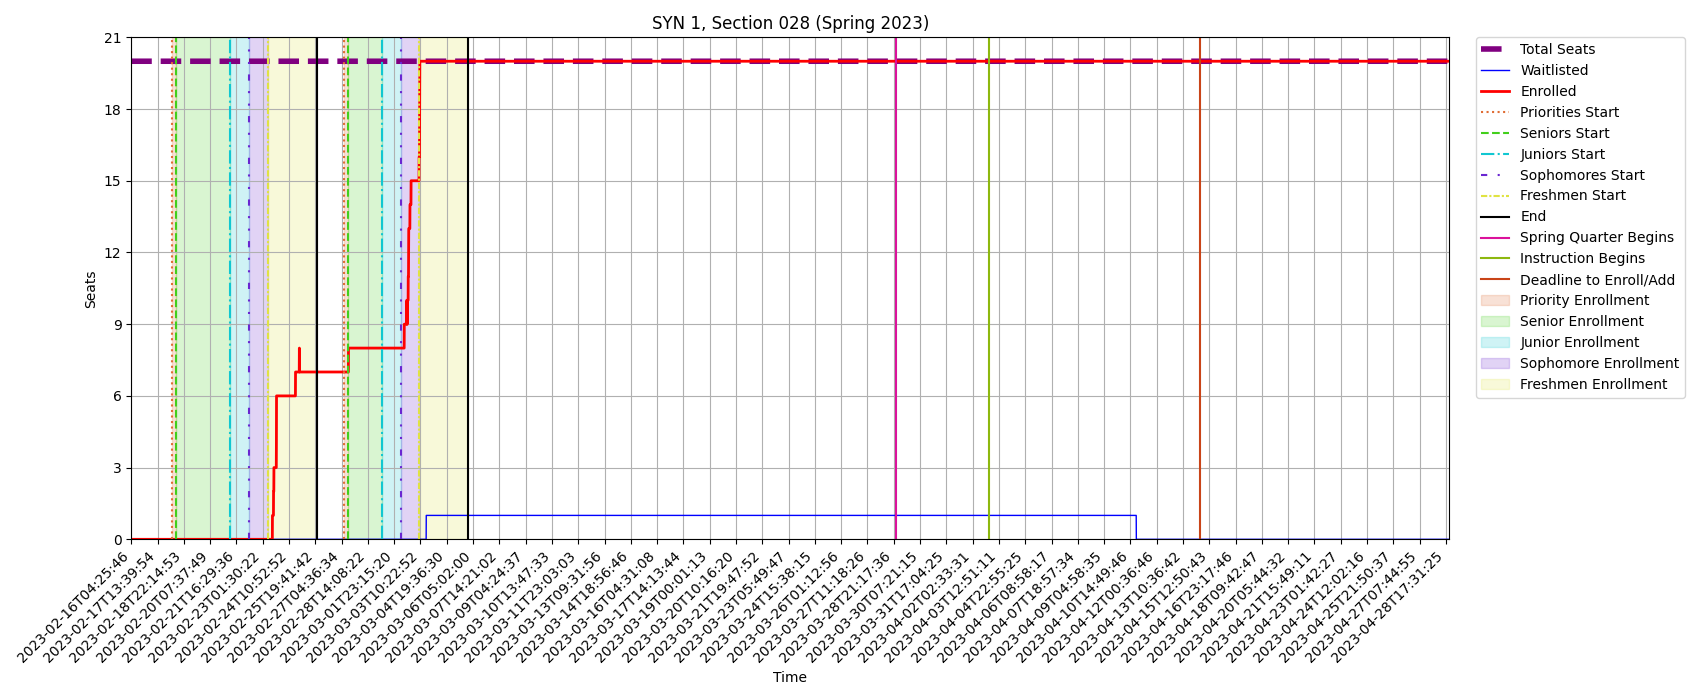 SYN 1, Section 028 (Spring 2023)
Seats
21
18
15
12
9
6
3
0
2023-02-16T04:25:46
2023-02-17T13:39:54
2023-02-18T22:14:53
2023-02-20T07:37:49
2023-02-21T16:29:36
2023-02-23T01:30:22
2023-02-24T10:52:52
2023-02-25T19:41:42
2023-02-27T04:36:34
2023-02-28T14:08:22
2023-03-01T23:15:20
2023-03-03T10:22:52
2023-03-04T19:36:30
2023-03-06T05:02:00
2023-03-07T14:21:02
2023-03-09T04:24:37
2023-03-10T13:47:33
2023-03-11T23:03:03
2023-03-13T09:31:56
2023-03-14T18:56:46
2023-03-16T04:31:08
2023-03-17T14:13:44
2023-03-19T00:01:13
2023-03-20T10:16:20
2023-03-21T19:47:52
2023-03-23T05:49:47
2023-03-24T15:38:15
2023-03-26T01:12:56
2023-03-27T11:18:26
2023-03-28T21:17:36
2023-03-30T07:21:15
2023-03-31T17:04:25
2023-04-02T02:33:31
2023-04-03T12:51:11
2023-04-04T22:55:25
2023-04-06T08:58:17
2023-04-07T18:57:34
2023-04-09T04:58:35
2023-04-10T14:49:46
2023-04-12T00:36:46
2023-04-13T10:36:42
2023-04-15T12:50:43
2023-04-16T23:17:46
2023-04-18T09:42:47
2023-04-20T05:44:32
2023-04-21T15:49:11
2023-04-23T01:42:27
2023-04-24T12:02:16
2023-04-25T21:50:37
2023-04-27T07:44:55
2023-04-28T17:31:25
Time
Total Seats
Waitlisted
Enrolled
Priorities Start
Seniors Start
Juniors Start
Sophomores Start
Freshmen Start
End
Spring Quarter Begins
Instruction Begins
Deadline to Enroll/Add
Priority Enrollment
Senior Enrollment
Junior Enrollment
Sophomore Enrollment
Freshmen Enrollment